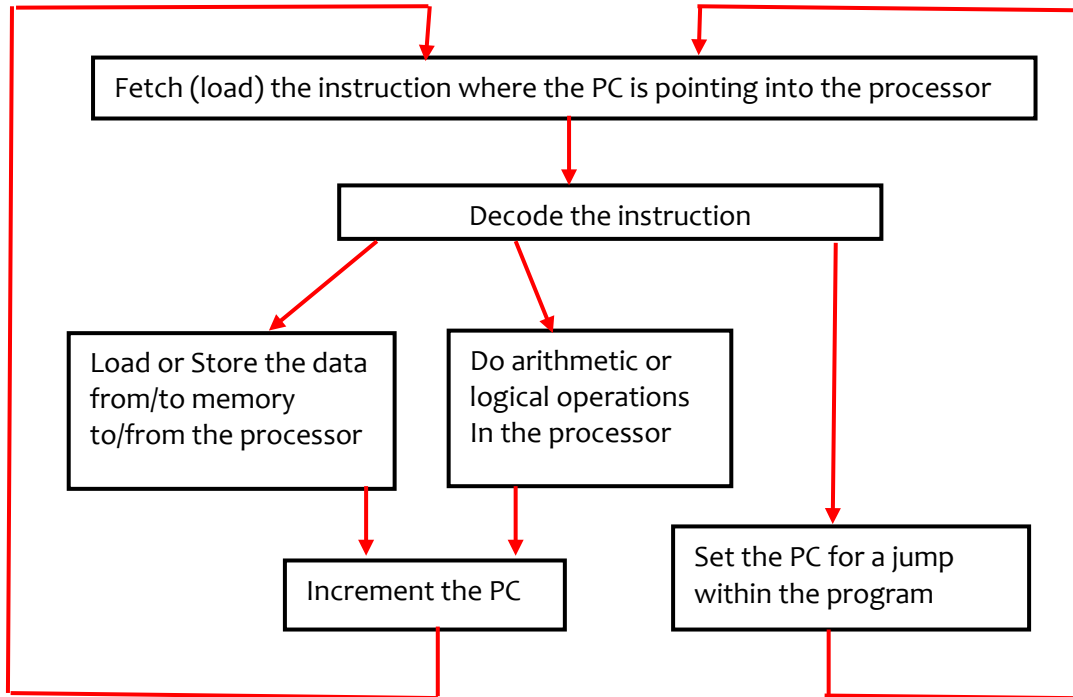 Fetch (load) the instruction where the PC is pointing into the processor
Decode the instruction
Load or Store the data
from/to memory
to/from the processor
Do arithmetic or
logical operations
In the processor
Increment the PC
Set the PC for a jump
within the program